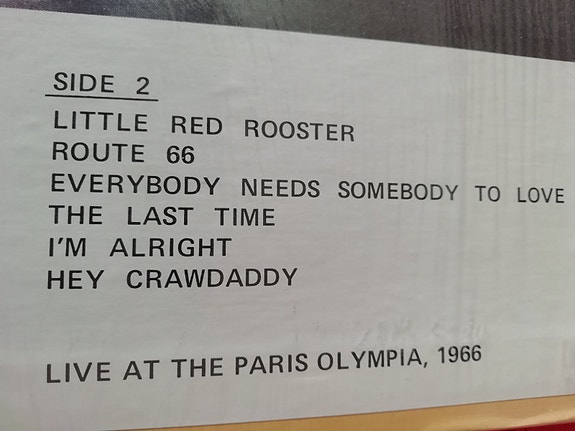 SIDE 2
LITTLE RED ROOSTER
ROUTE 66
EVERYBODY NEEDS SOMEBODY TO LOVE
THE LAST TIME
I'M ALRIGHT
HEY CRAWDADDY
LIVE AT THE PARIS OLYMPIA, 1966